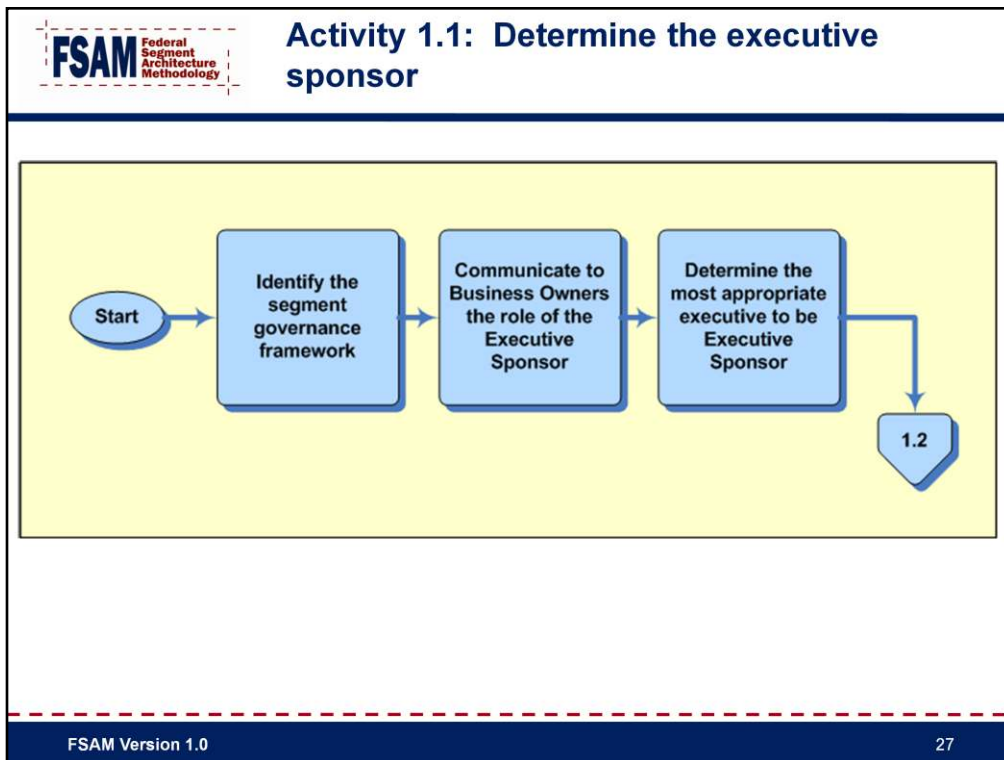 FSAM
Federal
Segment
Architecture
Methodology
Activity 1.1: Determine the executive
sponsor
Start
Identify the
segment
governance
framework
Communicate to
Business Owners
the role of the
Executive
Sponsor
Determine the
most appropriate
executive to be
Executive
Sponsor
1.2
FSAM Version 1.0
27